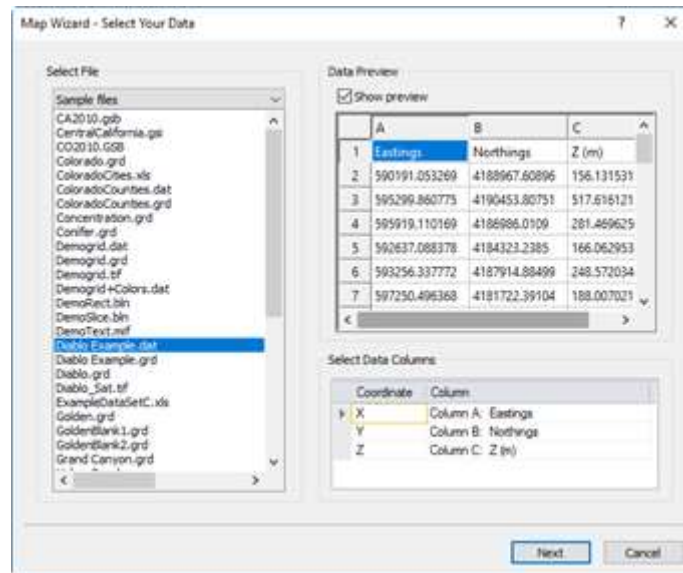 Map Wizard - Select Your Data
? ×
Select File
Sample files
CA2010.gsb
CentralCalifornia.gsi
CO2010.GSB
Colorado.grd
ColoradoCities.xls
ColoradoCounties.dat
ColoradoCounties.grd
Concentration.grd
Conifer.grd
Demogrid.dat
Demogrid.grd
Demogrid.tif
Demogrid+Colors.dat
DemoRect.bln
DemoSlice.bln
DemoText.mif
Diablo Example.dat
Diablo Example.grd
Diablo.grd
Diablo_Sat.tif
ExampleDataSetC.xls
Golden.grd
GoldenBlank1.grd
GoldenBlank2.grd
Grand Canyon.grd
Data Preview
Show preview
A B C
1 Eastings Northings Z (m)
2 590191.053269 4188967.60896 156.131531
3 595299.860775 4190453.80751 517.616121
4 595919.110169 4186986.0109 281.469625
5 592637.088378 4184323.2385 166.062953
6 593256.337772 4187914.88499 248.572034
7 597250.496368 4181722.39104 188.007021
Select Data Columns
Coordinate Column
X Column A: Eastings
Y Column B: Northings
Z Column C: Z (m)
Next Cancel